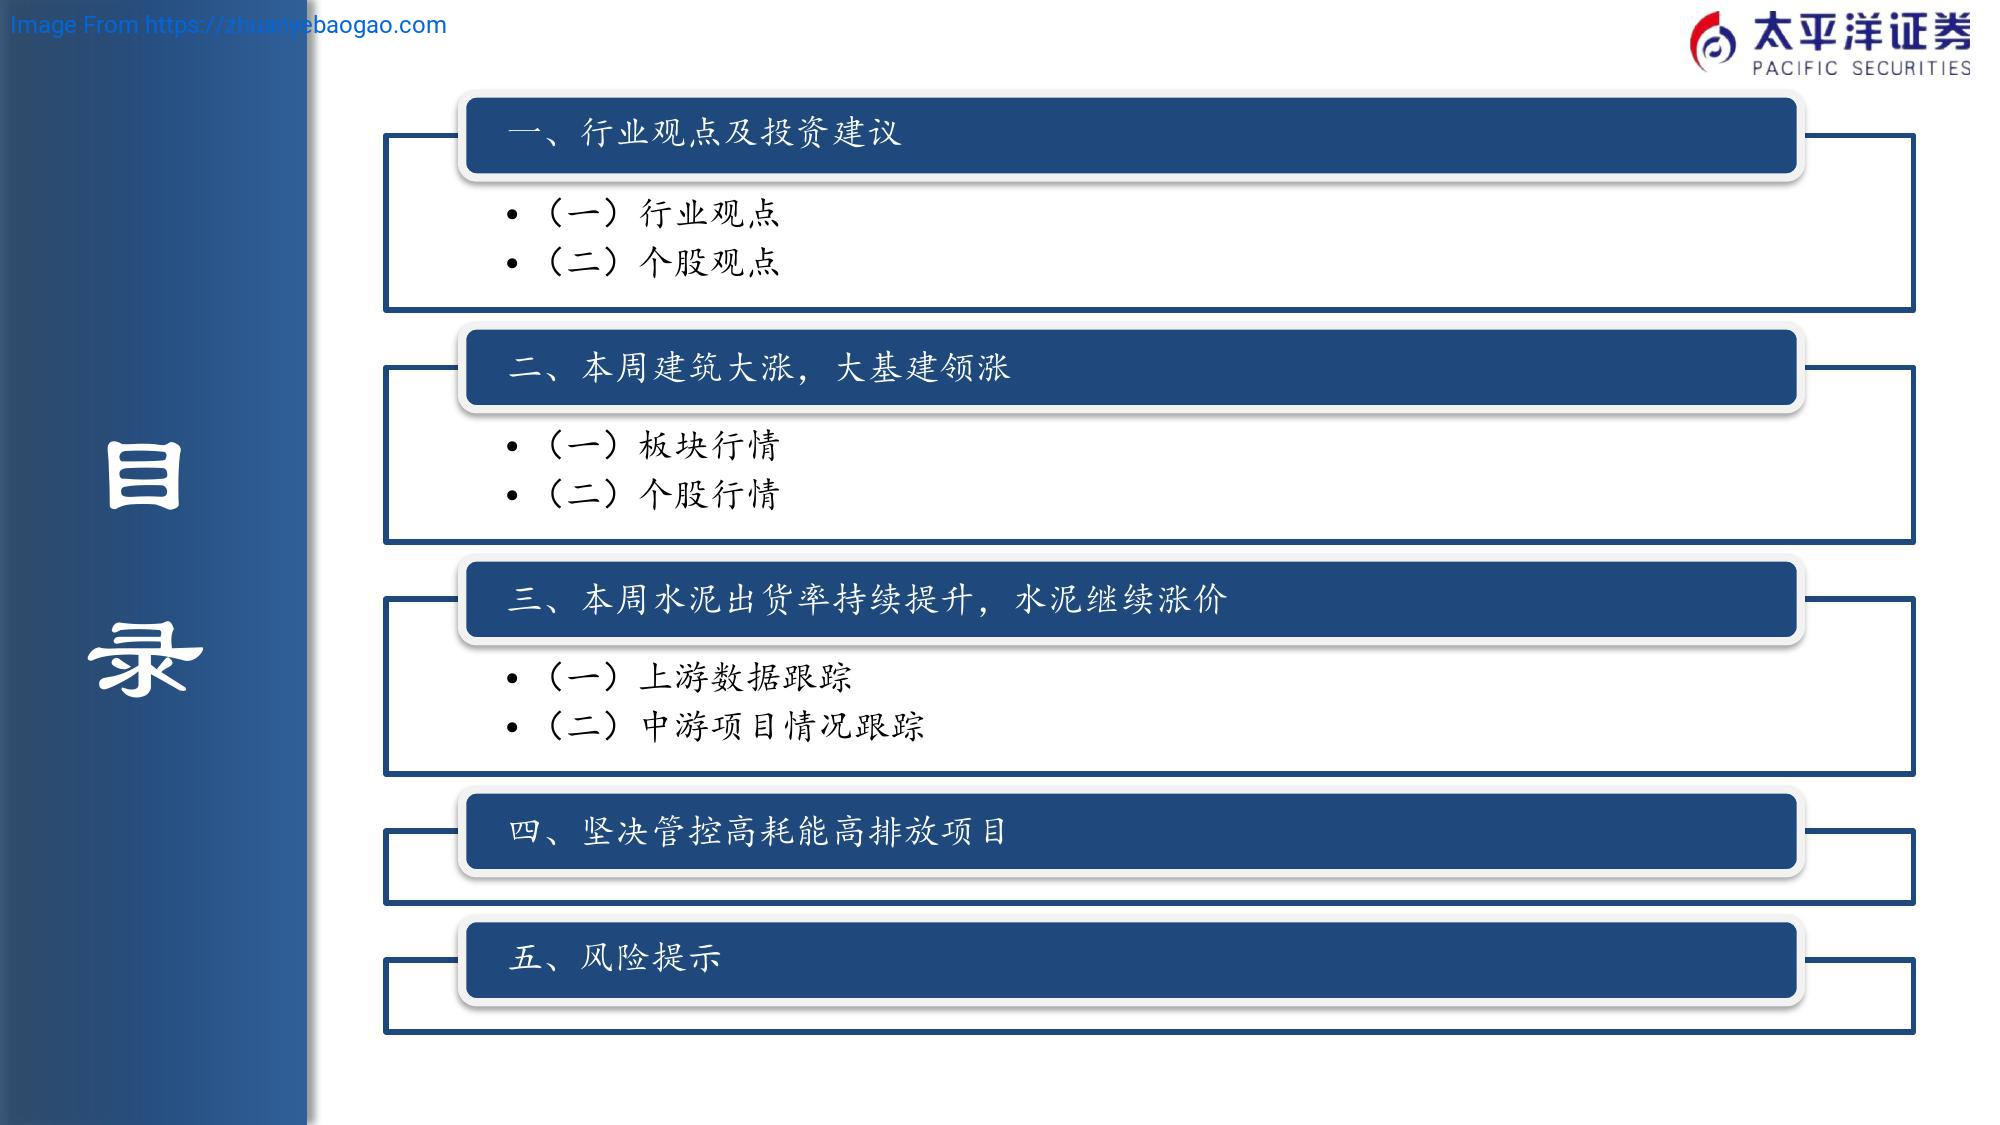 Image From https://zhuanyebaogao.com
太平洋证券
PACIFIC SECURITIES
目
录
一、行业观点及投资建议
• （一）行业观点
• （二）个股观点
二、本周建筑大涨，大基建领涨
• （一）板块行情
• （二）个股行情
三、本周水泥出货率持续提升，水泥继续涨价
• （一）上游数据跟踪
• （二）中游项目情况跟踪
四、坚决管控高耗能高排放项目
五、风险提示